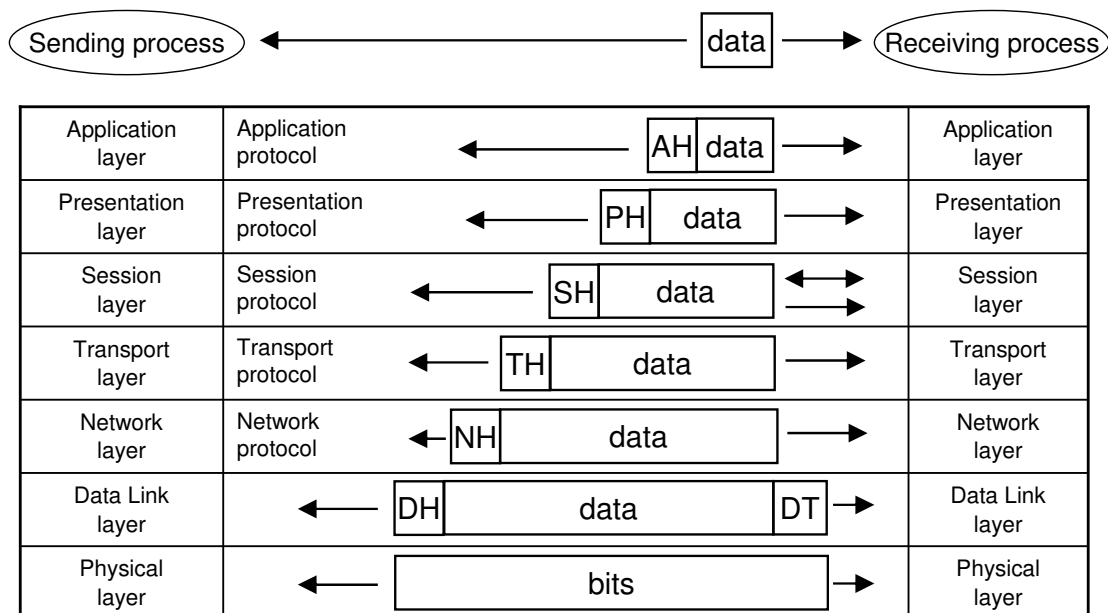 Sending process data Receiving process
Application layer Application protocol AH data Application layer
Presentation layer Presentation protocol PH data Presentation layer
Session layer Session protocol SH data Session layer
Transport layer Transport protocol TH data Transport layer
Network layer Network protocol NH data Network layer
Data Link layer DH data DT Data Link layer
Physical layer bits Physical layer